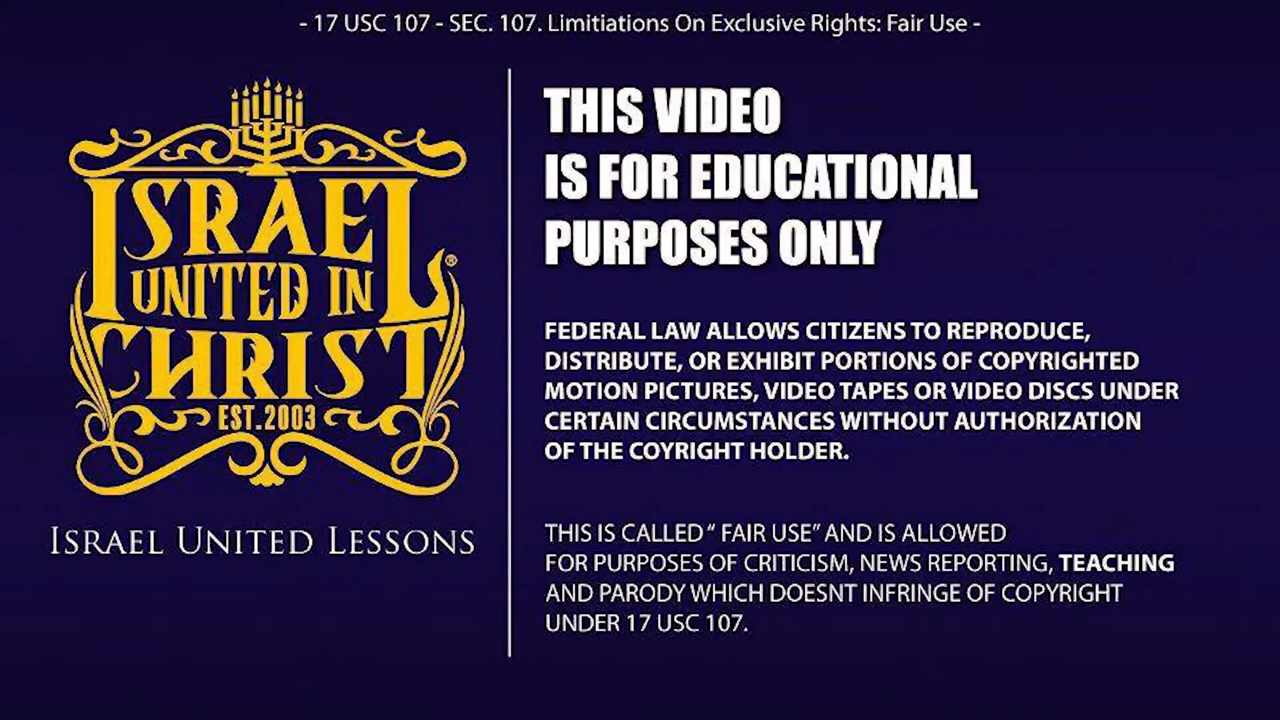 - 17 USC 107 - SEC. 107. Limitiations On Exclusive Rights: Fair Use -
ISRAEL
UNITED IN
CHRIST
EST.2003
®
ISRAEL UNITED LESSONS
THIS VIDEO
IS FOR EDUCATIONAL
PURPOSES ONLY
FEDERAL LAW ALLOWS CITIZENS TO REPRODUCE,
DISTRIBUTE, OR EXHIBIT PORTIONS OF COPYRIGHTED
MOTION PICTURES, VIDEO TAPES OR VIDEO DISCS UNDER
CERTAIN CIRCUMSTANCES WITHOUT AUTHORIZATION
OF THE COYRIGHT HOLDER.
THIS IS CALLED “ FAIR USE” AND IS ALLOWED
FOR PURPOSES OF CRITICISM, NEWS REPORTING, TEACHING
AND PARODY WHICH DOESNT INFRINGE OF COPYRIGHT
UNDER 17 USC 107.